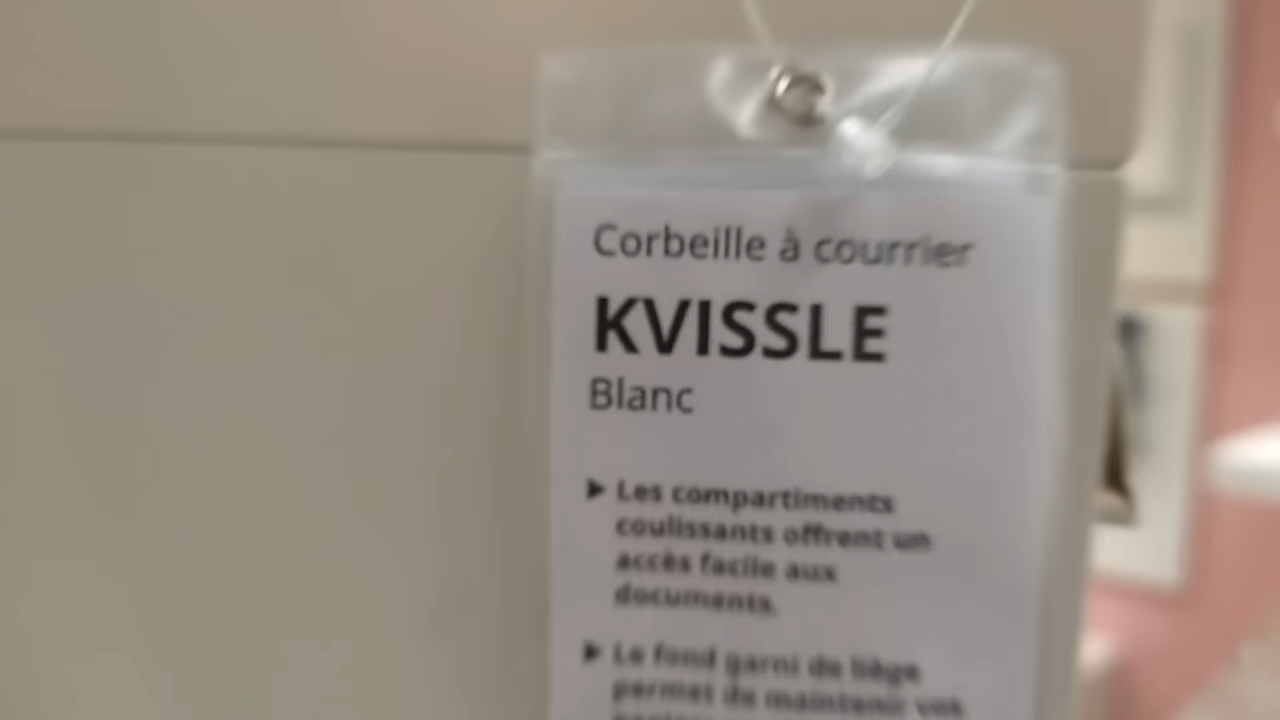 Corbeille à courrier
KVISSLE
Blanc
▶ Les compartiments
coulissants offrent un
accès facile aux
documents.
▶ Le fond garni de liège
permet de maintenir vos